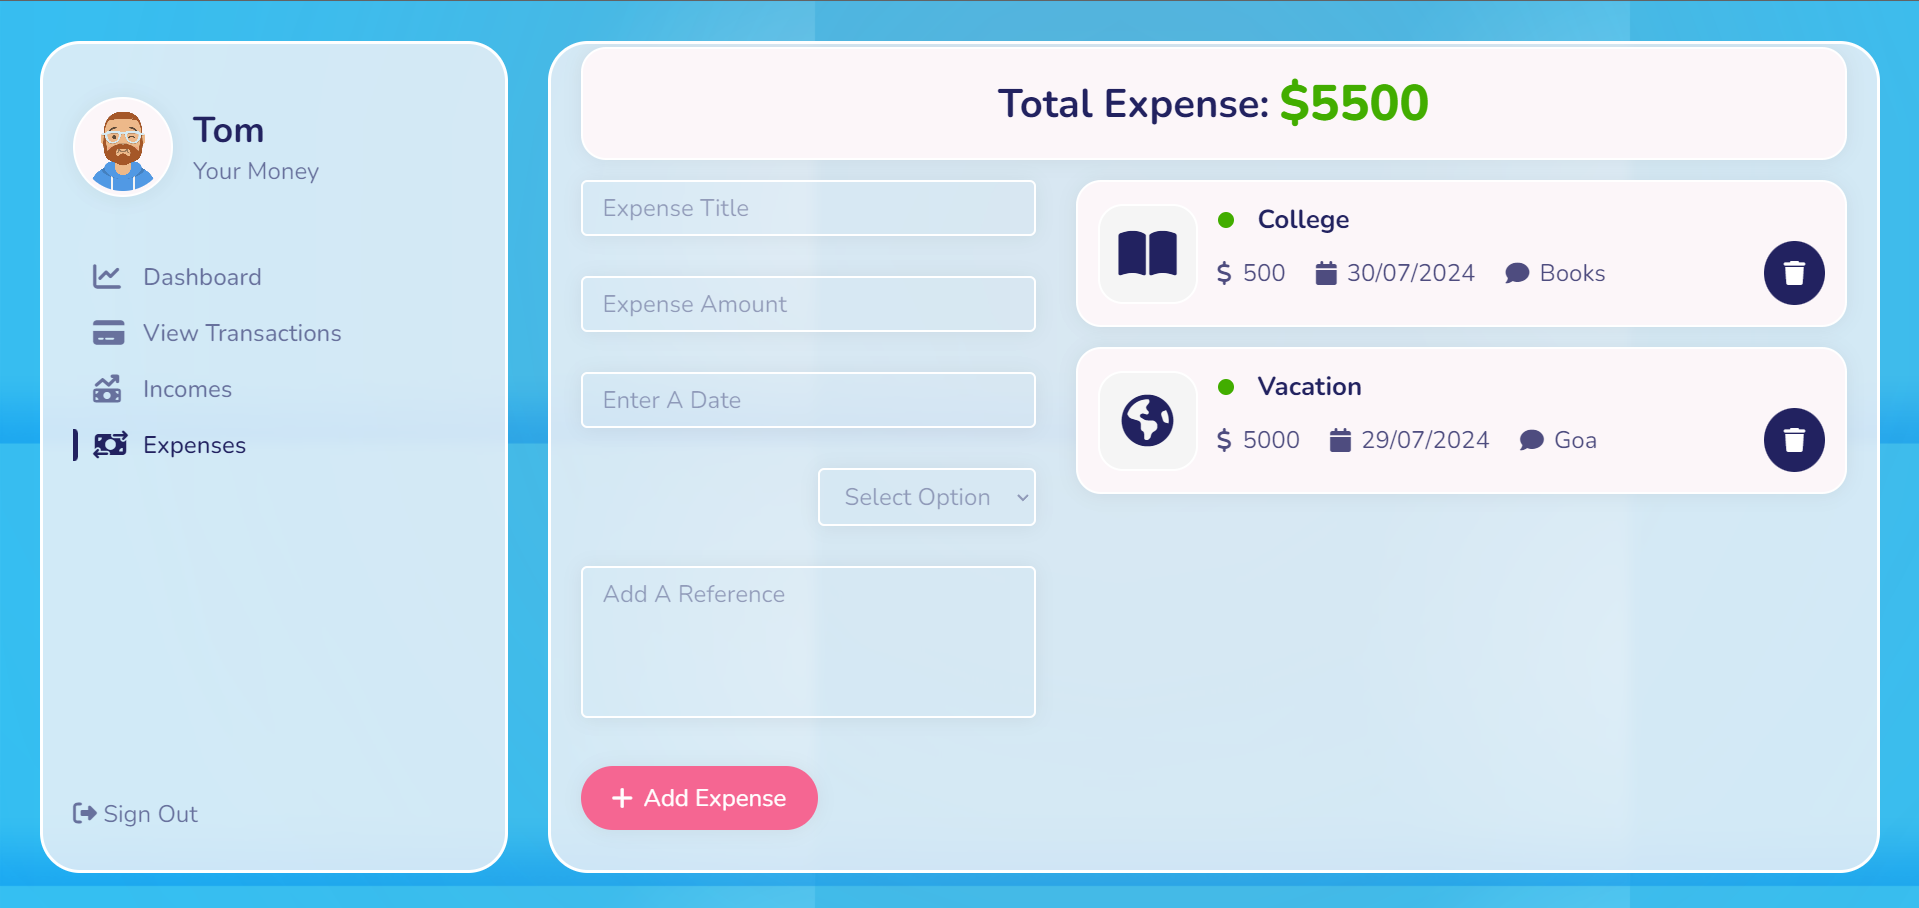 Tom
Your Money
Dashboard
View Transactions
Incomes
Expenses
Sign Out
Total Expense: $5500
Expense Title
Expense Amount
Enter A Date
Select Option
Add A Reference
+ Add Expense
College
$ 500 30/07/2024 Books
Vacation
$ 5000 29/07/2024 Goa